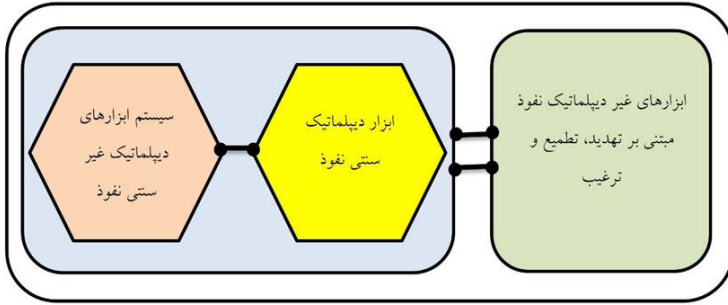 ابزارهای غیر دیپلماتیک نفوذ
مبتنی بر تهدید، تطمیع و
ترغیب
ابزار دیپلماتیک
سنتی نفوذ
سیستم ابزارهای
دیپلماتیک غیر
سنتی نفوذ